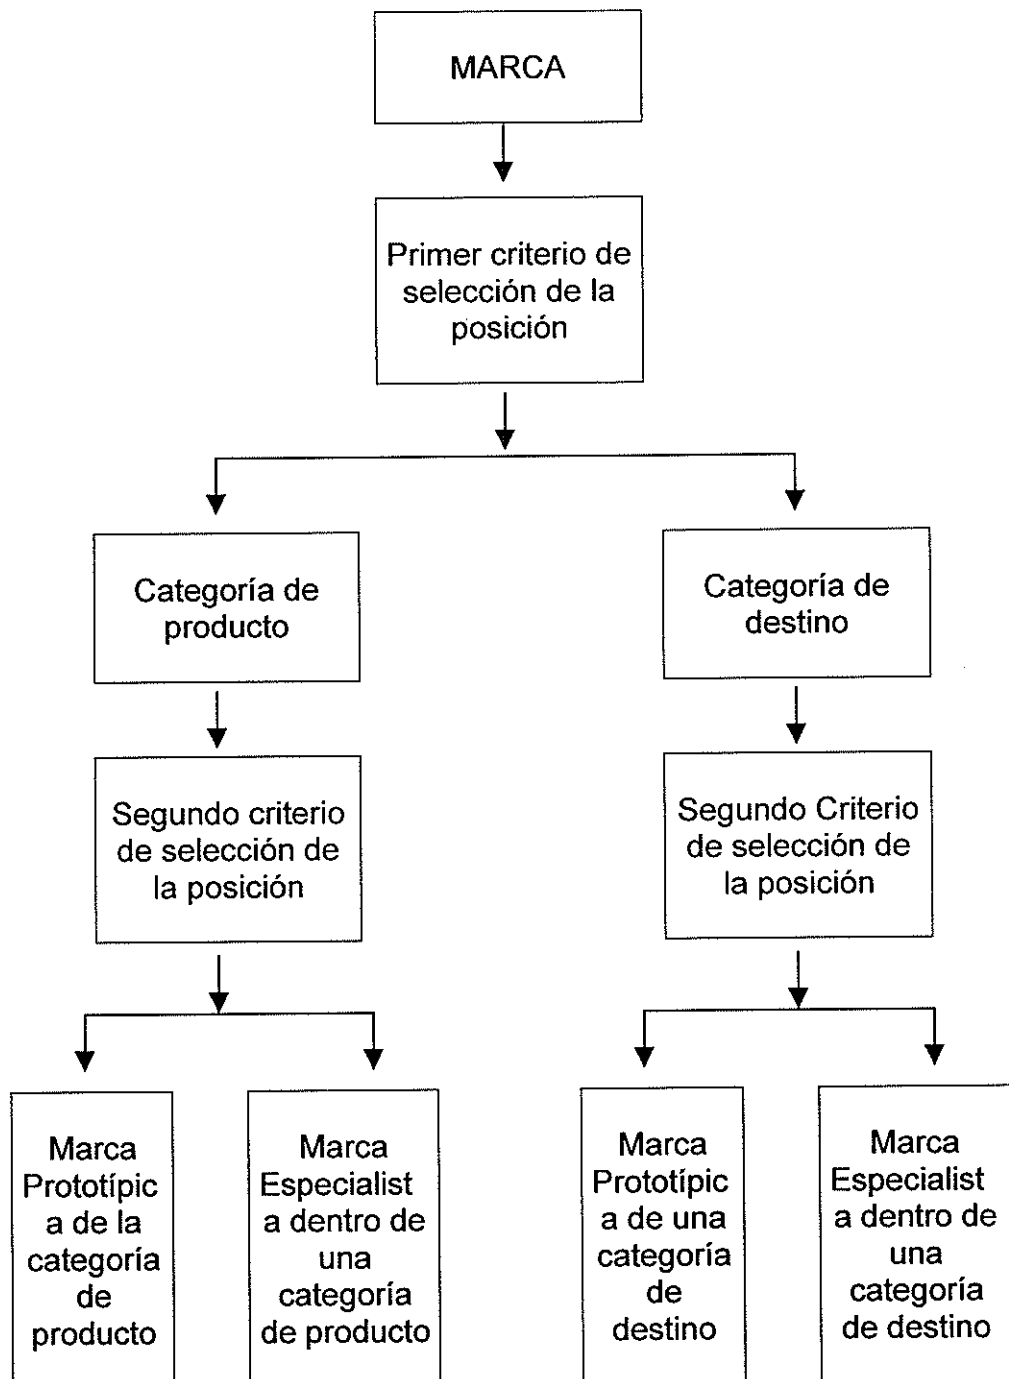 MARCA
Primer criterio de
selección de la
posición
Categoría de
producto
Categoría de
destino
Segundo criterio
de selección de
la posición
Segundo Criterio
de selección de
la posición
Marca
Prototípic
a de la
categoría
de
producto
Marca
Especialist
a dentro de
una
categoría
de producto
Marca
Prototípic
a de una
categoría
de
destino
Marca
Especialist
a dentro de
una
categoría
de destino